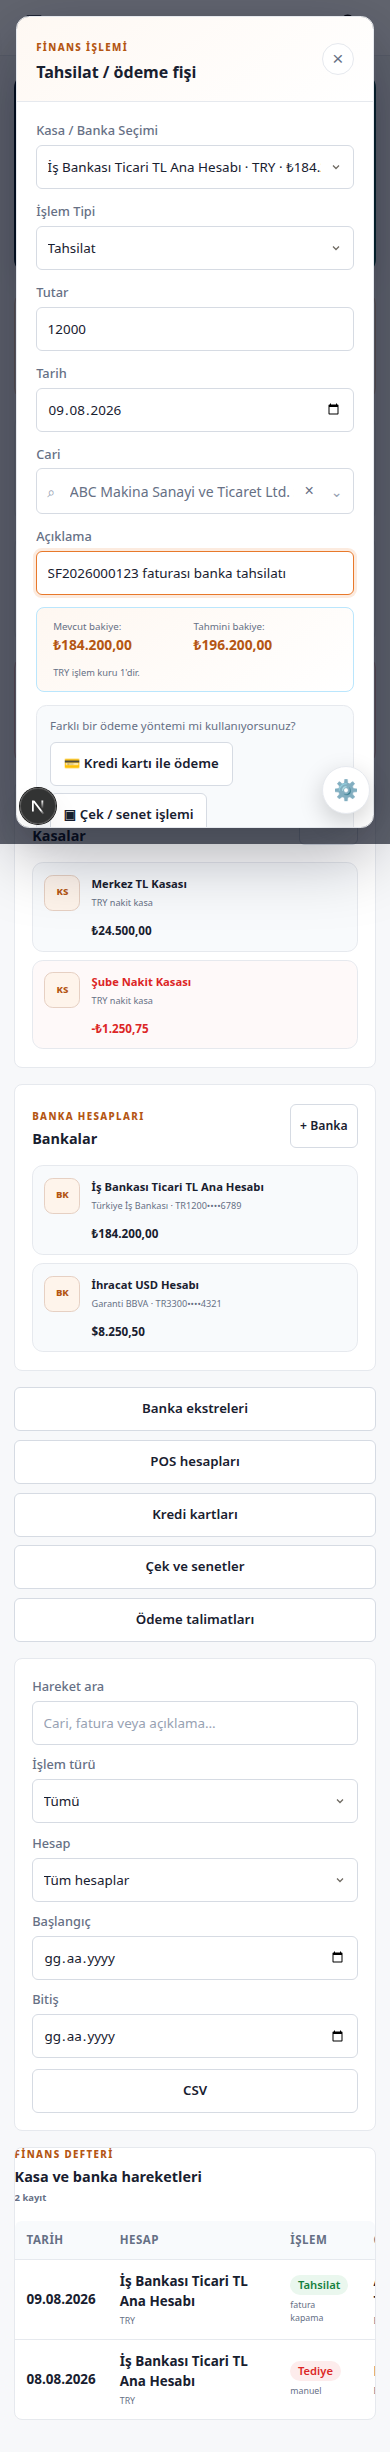 FİNANS İŞLEMİ
Tahsilat / ödeme fişi
×
Kasa / Banka Seçimi
İş Bankası Ticari TL Ana Hesabı · TRY · ₺184.
İşlem Tipi
Tahsilat
Tutar
12000
Tarih
09.08.2026
Cari
ABC Makina Sanayi ve Ticaret Ltd. ×
Açıklama
SF2026000123 faturası banka tahsilatı
Mevcut bakiye: Tahmini bakiye:
₺184.200,00 ₺196.200,00
TRY işlem kuru 1'dir.
Farklı bir ödeme yöntemi mi kullanıyorsunuz?
Kredi kartı ile ödeme
Çek / senet işlemi
N
Kasalar
KS Merkez TL Kasası
TRY nakit kasa
₺24.500,00
KS Şube Nakit Kasası
TRY nakit kasa
-₺1.250,75
BANKA HESAPLARI
Bankalar
+ Banka
BK İş Bankası Ticari TL Ana Hesabı
Türkiye İş Bankası · TR1200••••6789
₺184.200,00
BK İhracat USD Hesabı
Garanti BBVA · TR3300••••4321
$8.250,50
Banka ekstreleri
POS hesapları
Kredi kartları
Çek ve senetler
Ödeme talimatları
Hareket ara
Cari, fatura veya açıklama...
İşlem türü
Tümü
Hesap
Tüm hesaplar
Başlangıç
gg.aa.yyyy
Bitiş
gg.aa.yyyy
CSV
FİNANS DEFTERİ
Kasa ve banka hareketleri
2 kayıt
TARİH HESAP İŞLEM
09.08.2026 İş Bankası Ticari TL Ana Hesabı TRY Tahsilat fatura kapama
08.08.2026 İş Bankası Ticari TL Ana Hesabı TRY Tediye manuel